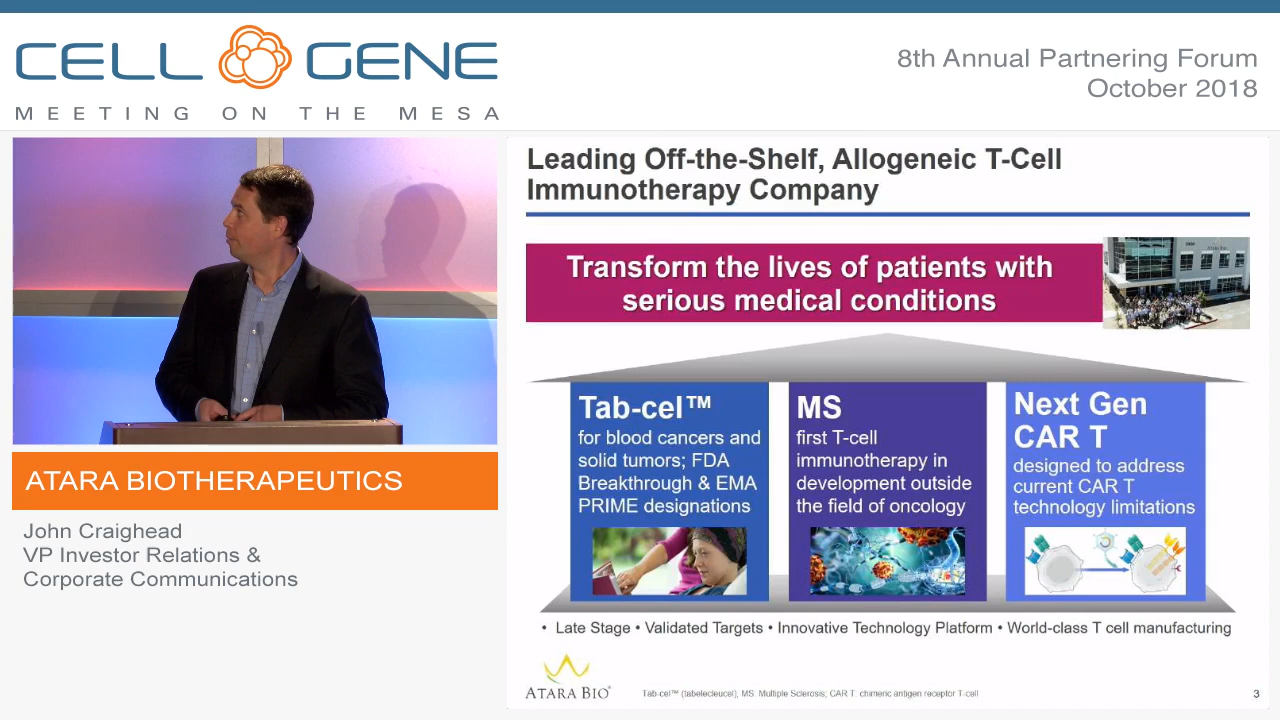 CELL GENE
MEETING ON THE MESA
8th Annual Partnering Forum
October 2018
ATARA BIOTHERAPEUTICS
John Craighead
VP Investor Relations &
Corporate Communications
Leading Off-the-Shelf, Allogeneic T-Cell
Immunotherapy Company
Transform the lives of patients with
serious medical conditions
Tab-cel™
for blood cancers and
solid tumors; FDA
Breakthrough & EMA
PRIME designations
MS
first T-cell
immunotherapy in
development outside
the field of oncology
Next Gen
CAR T
designed to address
current CAR T
technology limitations
• Late Stage • Validated Targets • Innovative Technology Platform • World-class T cell manufacturing
ATARA BIO®
Tab-cel™ (tabelecleucel), MS: Multiple Sclerosis; CAR T: chimeric antigen receptor T-cell
3